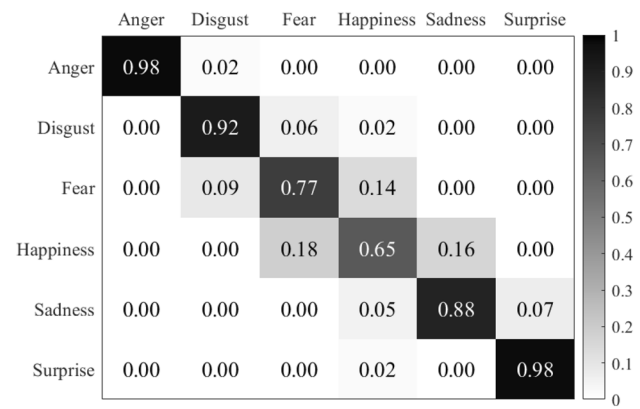 Anger Disgust Fear Happiness Sadness Surprise
Anger 0.98 0.02 0.00 0.00 0.00 0.00
Disgust 0.00 0.92 0.06 0.02 0.00 0.00
Fear 0.00 0.09 0.77 0.14 0.00 0.00
Happiness 0.00 0.00 0.18 0.65 0.16 0.00
Sadness 0.00 0.00 0.00 0.05 0.88 0.07
Surprise 0.00 0.00 0.00 0.02 0.00 0.98
1
0.9
0.8
0.7
0.6
0.5
0.4
0.3
0.2
0.1
0